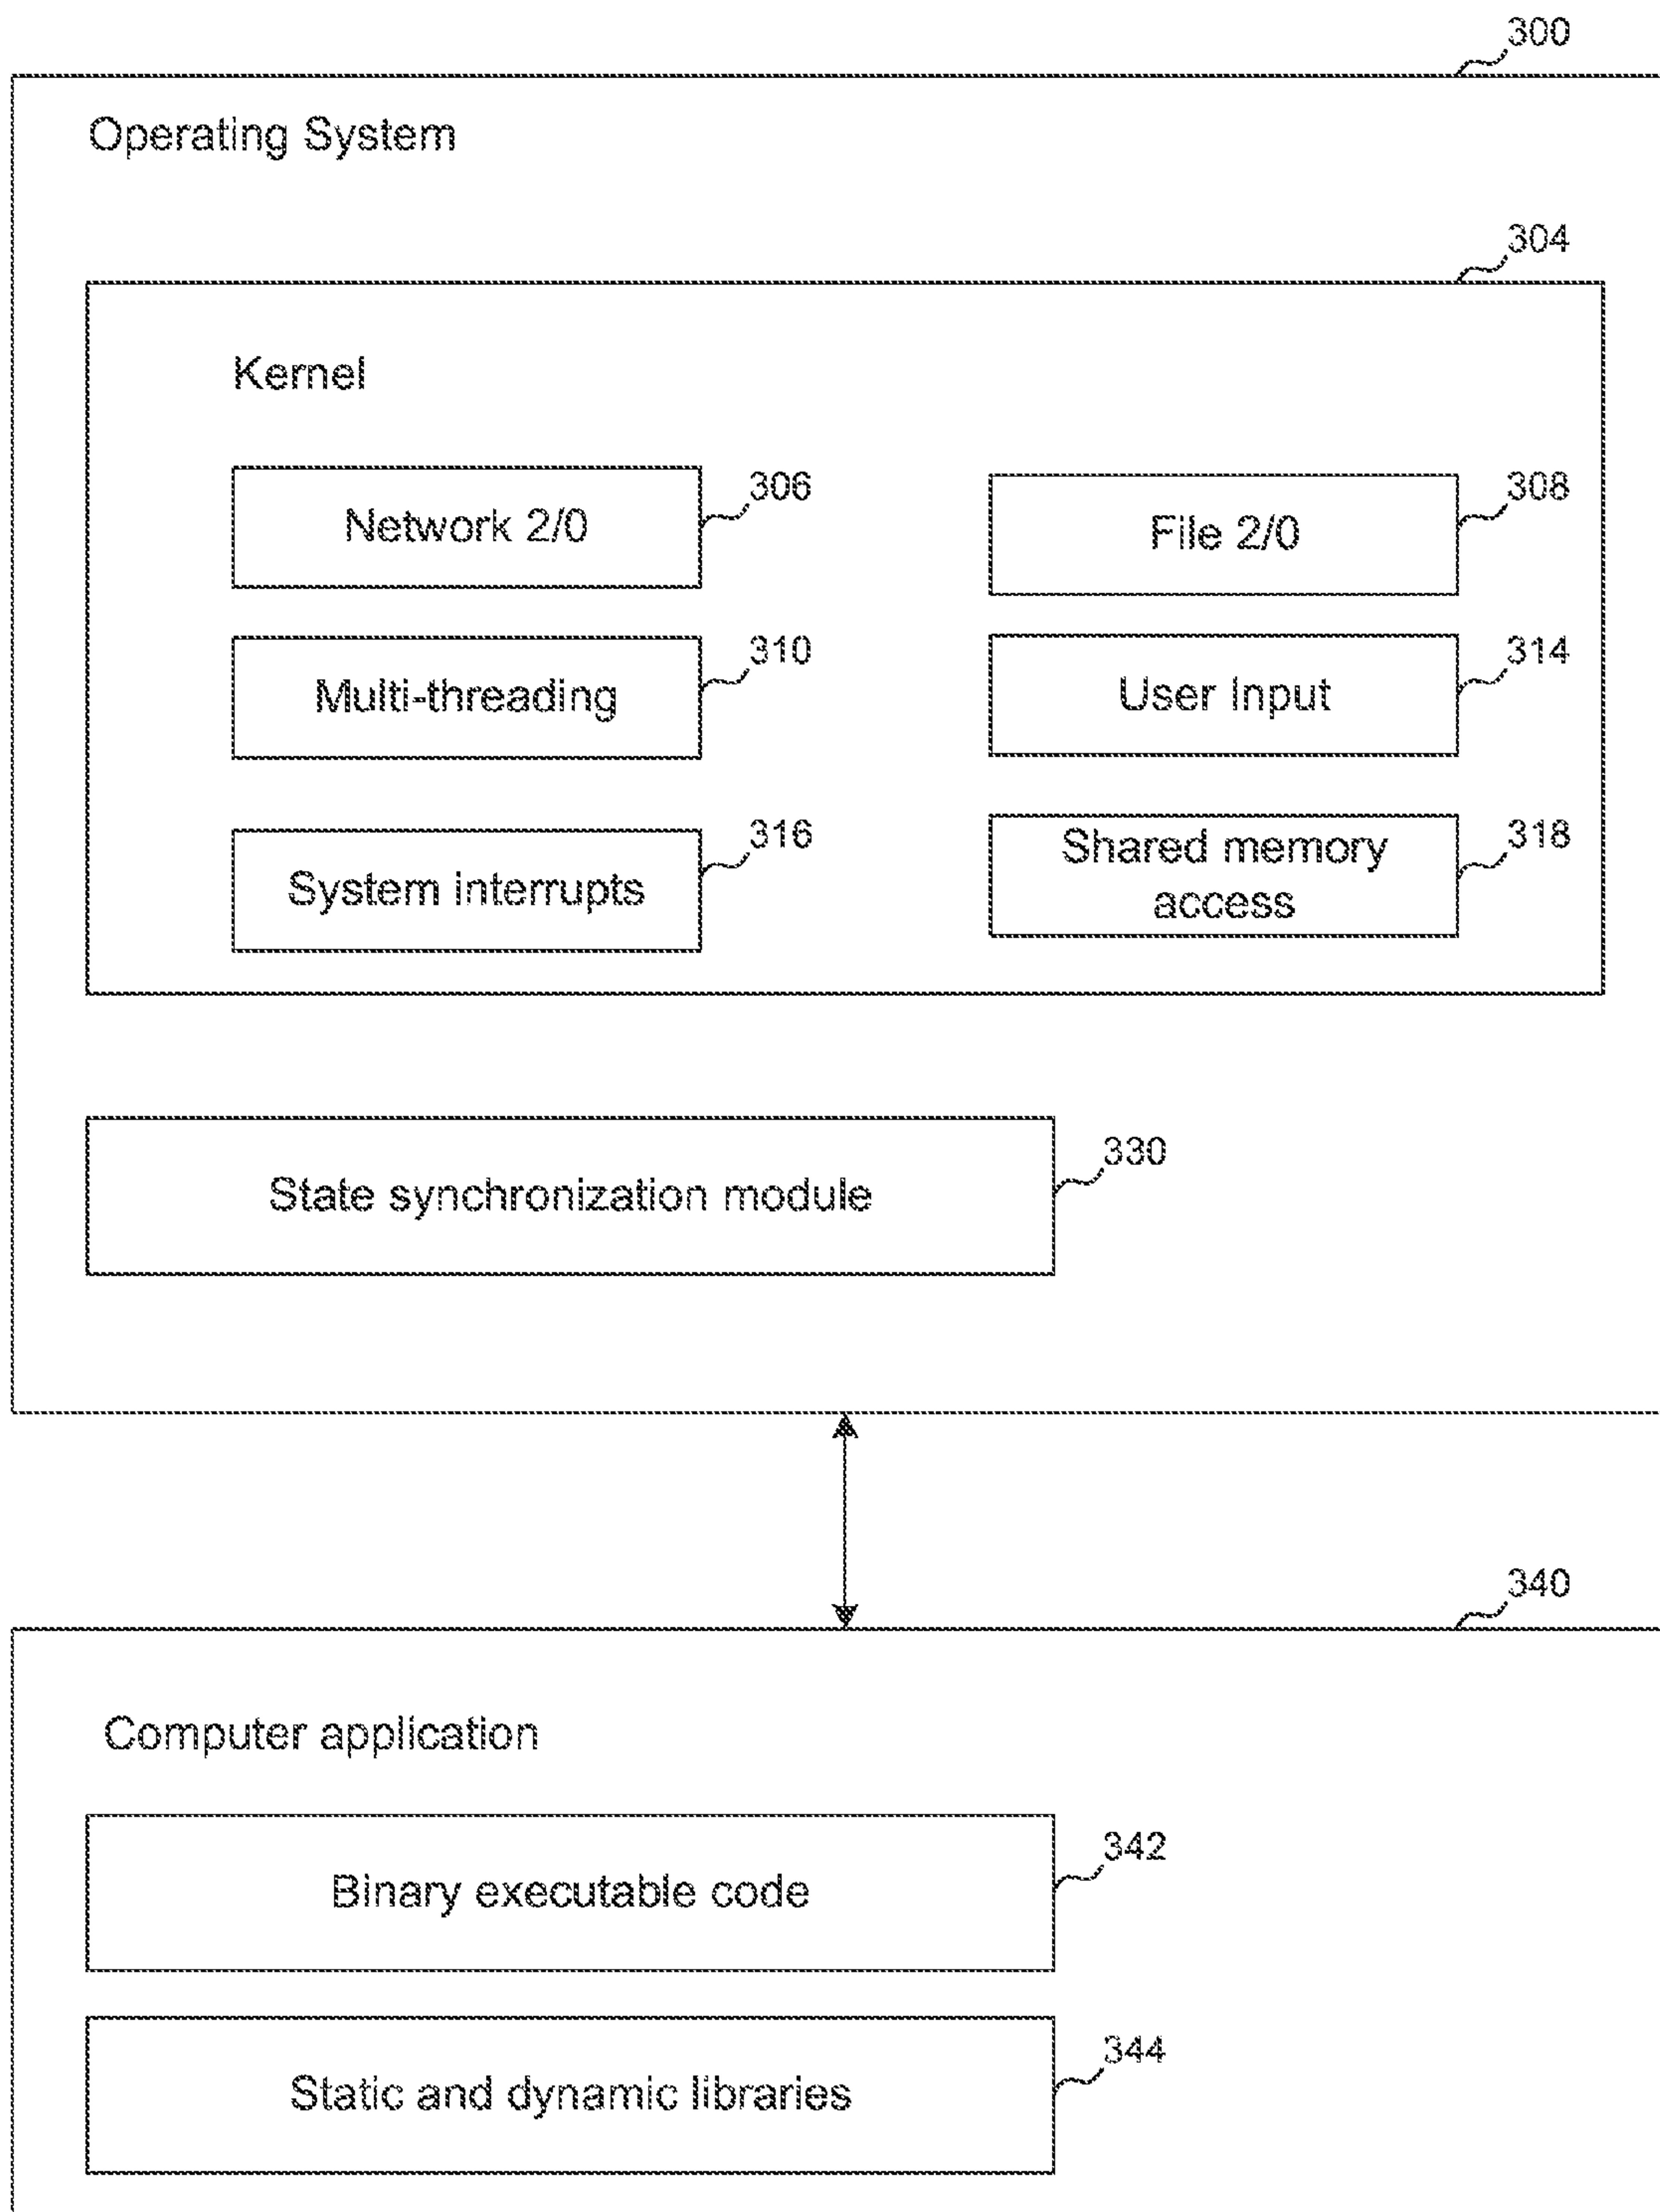 300
Operating System
304
Kernel
Network 2/0
306
File 2/0
308
Multi-threading
310
User Input
314
System interrupts
316
Shared memory
access
318
State synchronization module
330
340
Computer application
Binary executable code
342
Static and dynamic libraries
344